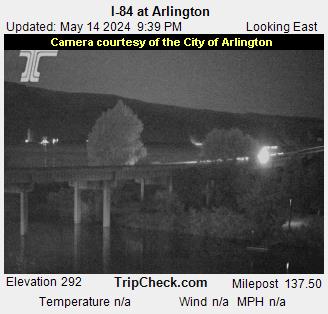 I-84 at Arlington
Updated: May 14 2024 9:39 PM Looking East
Camera courtesy of the City of Arlington
Elevation 292 TripCheck.com Milepost 137.50
Temperature n/a Wind n/a MPH n/a